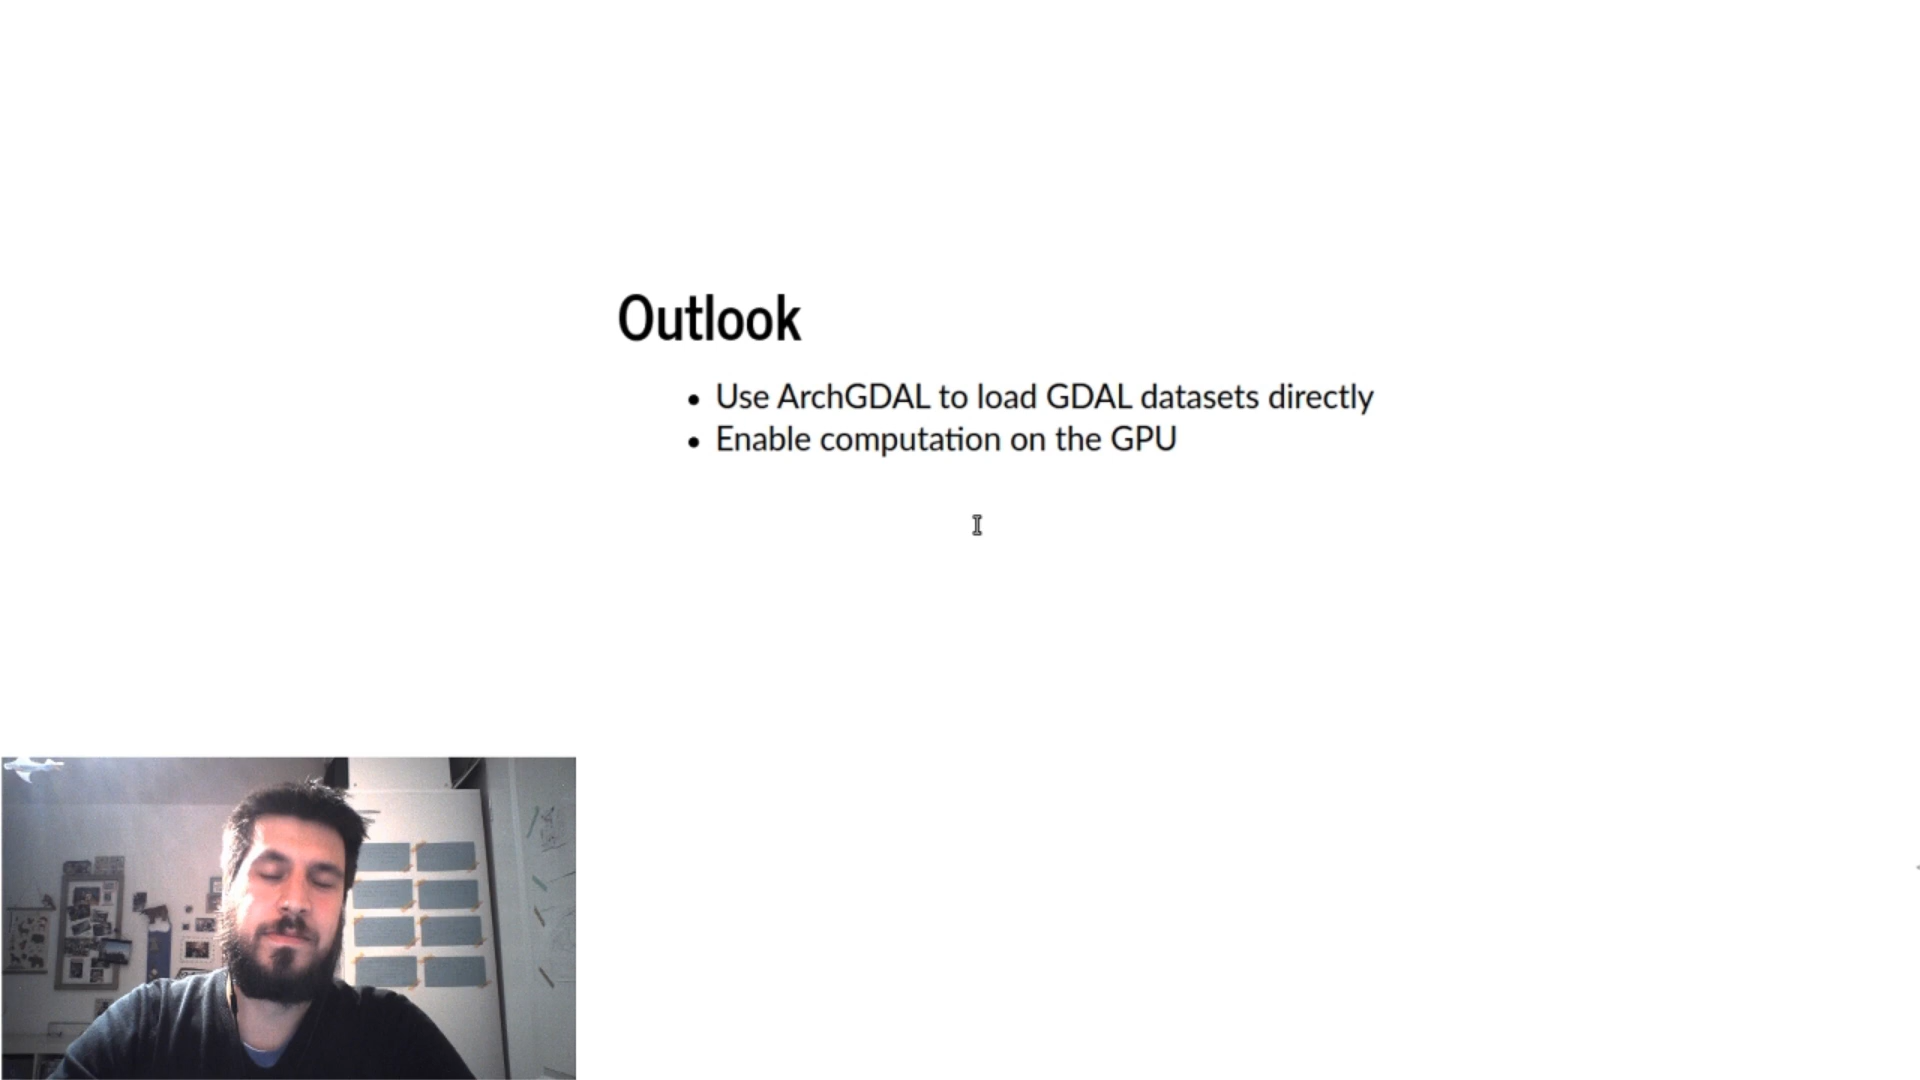 Outlook
• Use ArchGDAL to load GDAL datasets directly
• Enable computation on the GPU